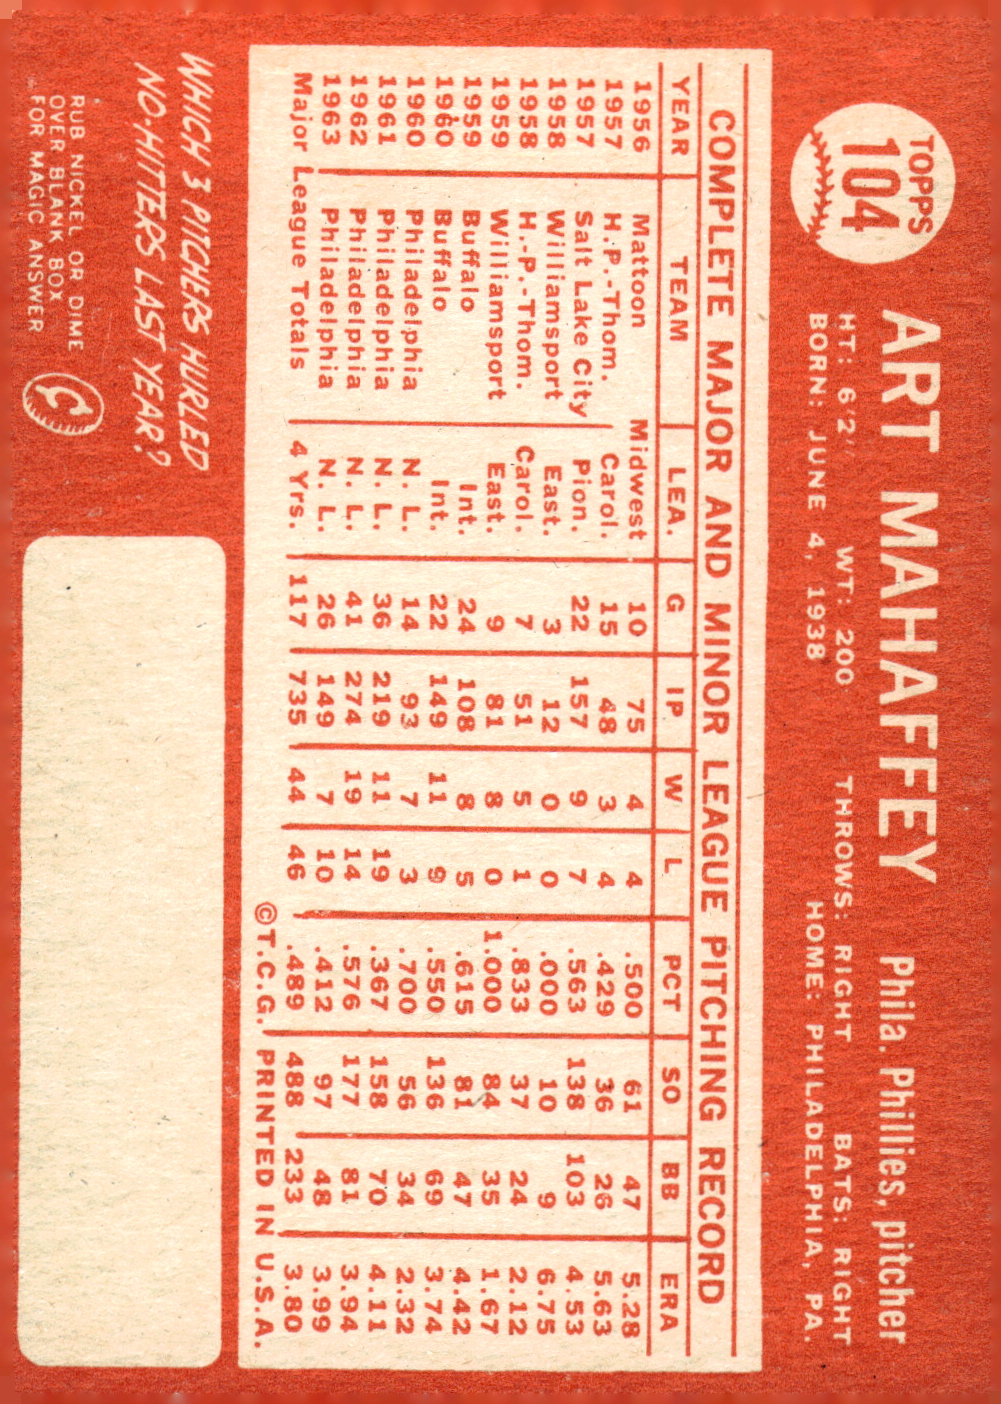 TOPPS
104
ART MAHAFFEY Phila. Phillies, pitcher
HT: 6'2" WT: 200 THROWS: RIGHT BATS: RIGHT
BORN: JUNE 4, 1938 HOME: PHILADELPHIA, PA.
COMPLETE MAJOR AND MINOR LEAGUE PITCHING RECORD
YEAR TEAM LEA. G IP W L PCT SO BB ERA
1956 Mattoon Midwest 10 75 4 4 .500 61 47 5.28
1957 H.P.-Thom. Carol. 15 48 3 4 .429 36 26 5.63
1957 Salt Lake City Pion. 22 157 9 7 .563 138 103 4.53
1958 Williamsport East. 3 12 0 0 .000 10 9 6.75
1958 H.-P.-Thom. Carol. 7 51 5 1 .833 37 24 2.12
1959 Williamsport East. 9 81 8 0 1.000 84 35 1.67
1959 Buffalo Int. 24 108 8 5 .615 81 47 4.42
1960 Buffalo Int. 22 149 11 9 .550 136 69 3.74
1960 Philadelphia N. L. 14 93 7 3 .700 56 34 2.32
1961 Philadelphia N. L. 36 219 11 19 .367 158 70 4.11
1962 Philadelphia N. L. 41 274 19 14 .576 177 81 3.94
1963 Philadelphia N. L. 26 149 7 10 .412 97 48 3.99
Major League Totals 4 Yrs. 117 735 44 46 .489 488 233 3.80
©T.C.G. PRINTED IN U.S.A.
WHICH 3 PITCHERS HURLED
NO-HITTERS LAST YEAR?
RUB NICKEL OR DIME
OVER BLANK BOX
FOR MAGIC ANSWER